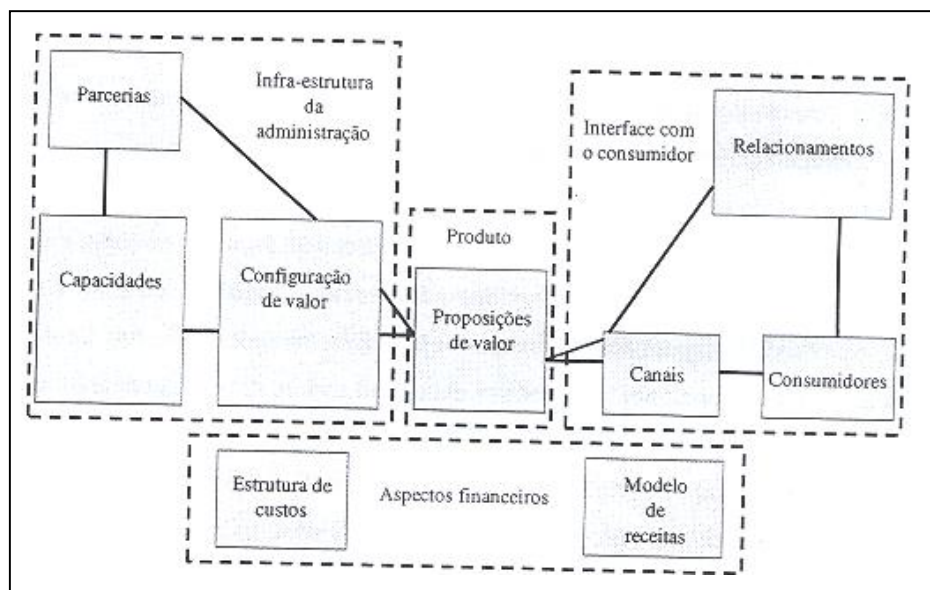 Parcerias
Infra-estrutura
da
administração
Capacidades
Configuração
de valor
Produto
Proposições
de valor
Interface com
o consumidor
Relacionamentos
Canais
Consumidores
Estrutura de
custos
Aspectos financeiros
Modelo
de
receitas